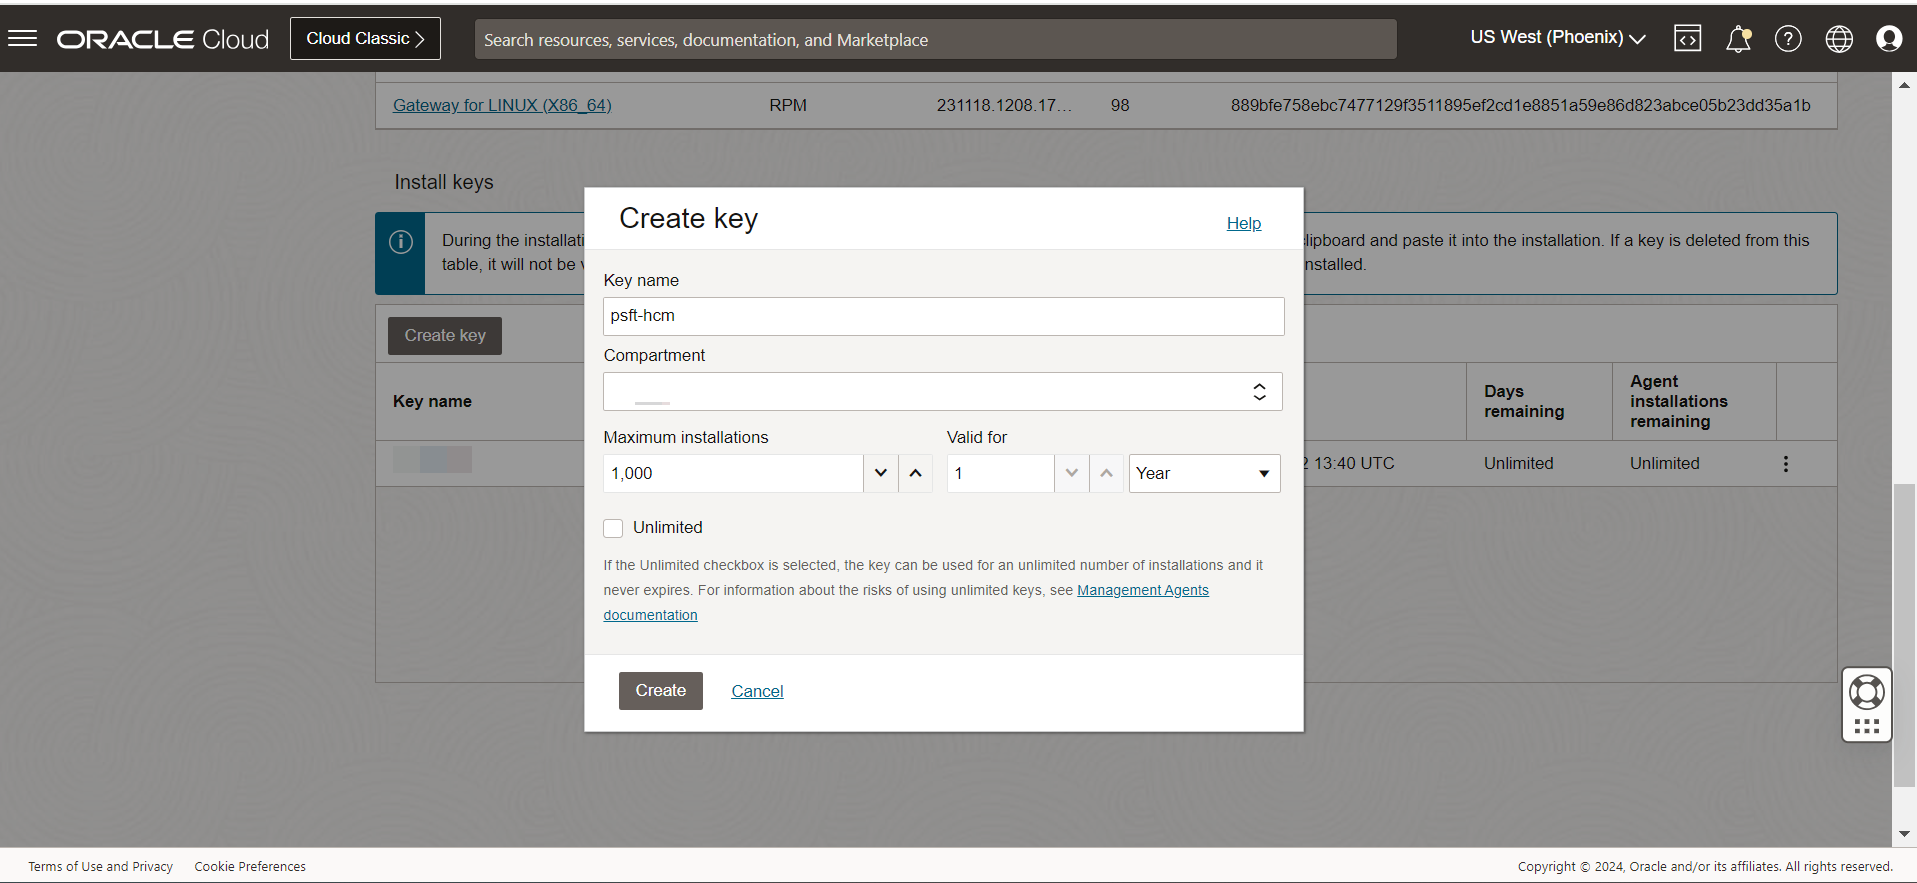 ORACLE Cloud
Cloud Classic
Search resources, services, documentation, and Marketplace
US West (Phoenix)
Gateway for LINUX (X86_64) RPM 231118.1208.17... 98 889bfe758ebc7477129f3511895ef2cd1e8851a59e86d823abce05b23dd35a1b
Install keys
During the installati
lipboard and paste it into the installation. If a key is deleted from this
table, it will not be
nstalled.
Create key
Key name
Days
remaining
Agent
installations
remaining
2 13:40 UTC Unlimited Unlimited
Create key
Help
Key name
psft-hcm
Compartment
Maximum installations
1,000
Valid for
1 Year
Unlimited
If the Unlimited checkbox is selected, the key can be used for an unlimited number of installations and it
never expires. For information about the risks of using unlimited keys, see Management Agents
documentation
Create Cancel
Terms of Use and Privacy Cookie Preferences
Copyright © 2024, Oracle and/or its affiliates. All rights reserved.